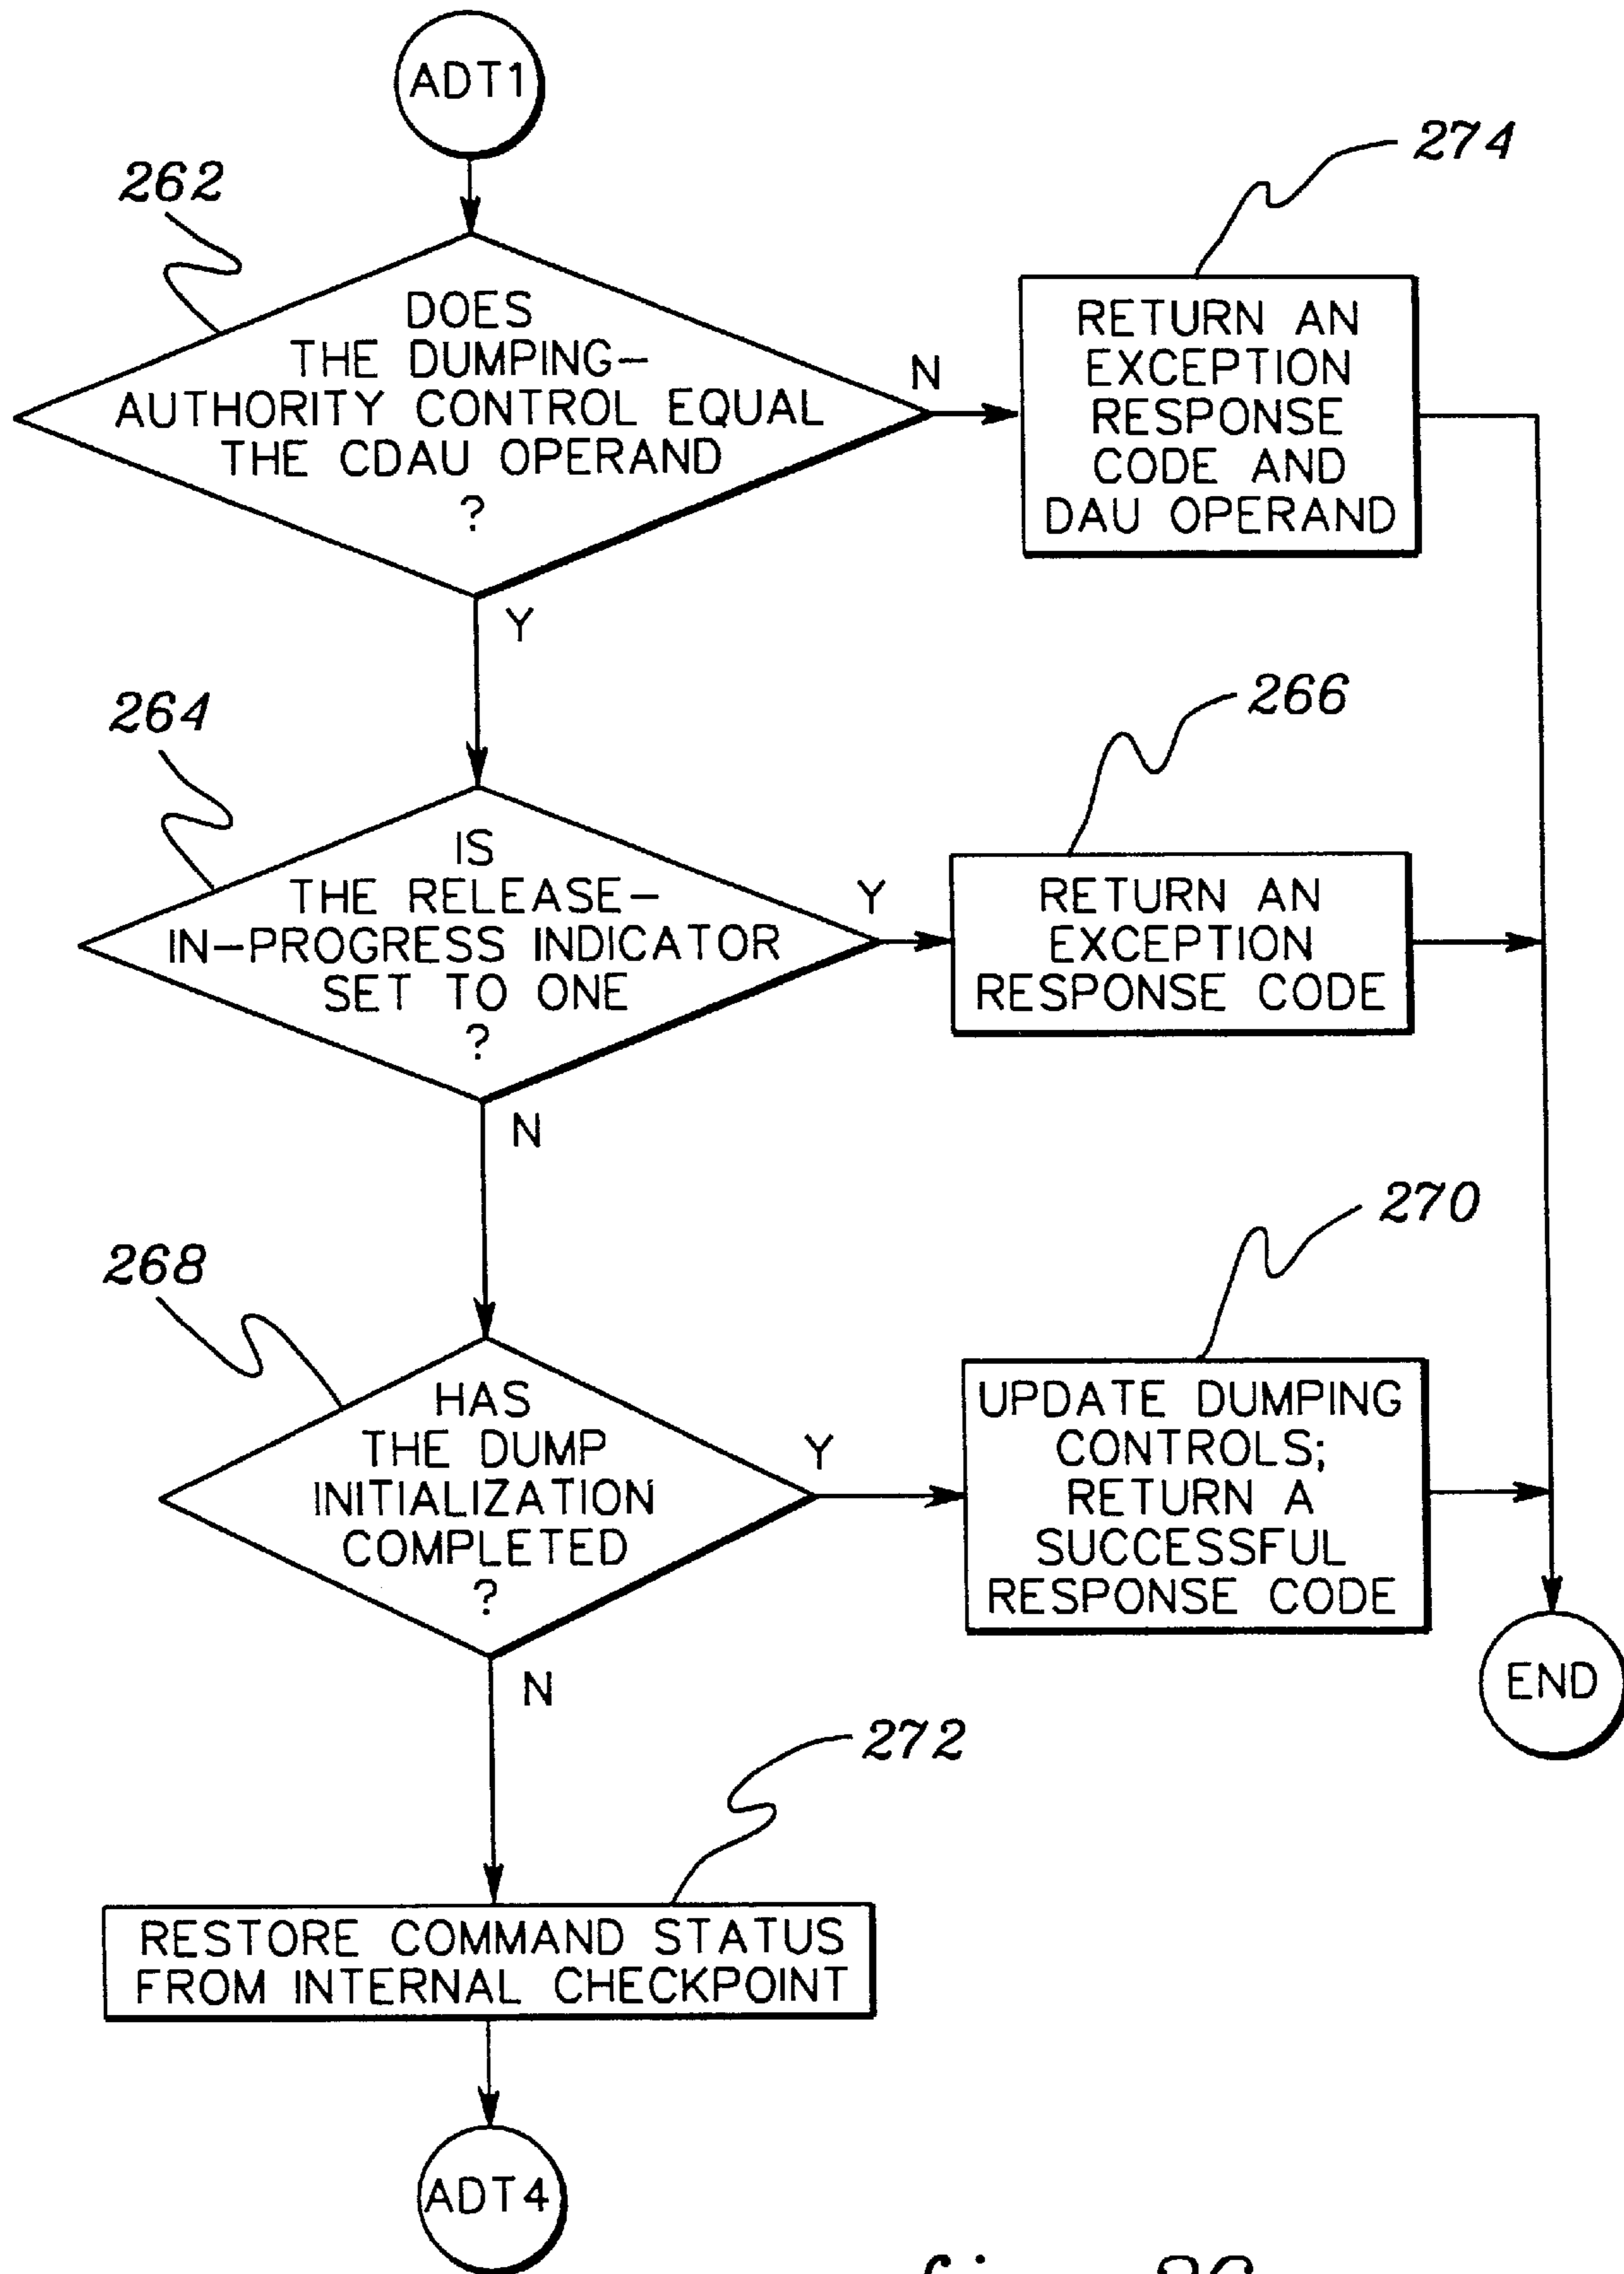 ADT1
262
DOES
THE DUMPING-
AUTHORITY CONTROL EQUAL
THE CDAU OPERAND
?
N
274
RETURN AN
EXCEPTION
RESPONSE
CODE AND
DAU OPERAND
Y
264
IS
THE RELEASE-
IN-PROGRESS INDICATOR
SET TO ONE
?
Y
266
RETURN AN
EXCEPTION
RESPONSE CODE
N
268
HAS
THE DUMP
INITIALIZATION
COMPLETED
?
Y
270
UPDATE DUMPING
CONTROLS;
RETURN A
SUCCESSFUL
RESPONSE CODE
END
N
272
RESTORE COMMAND STATUS
FROM INTERNAL CHECKPOINT
ADT4